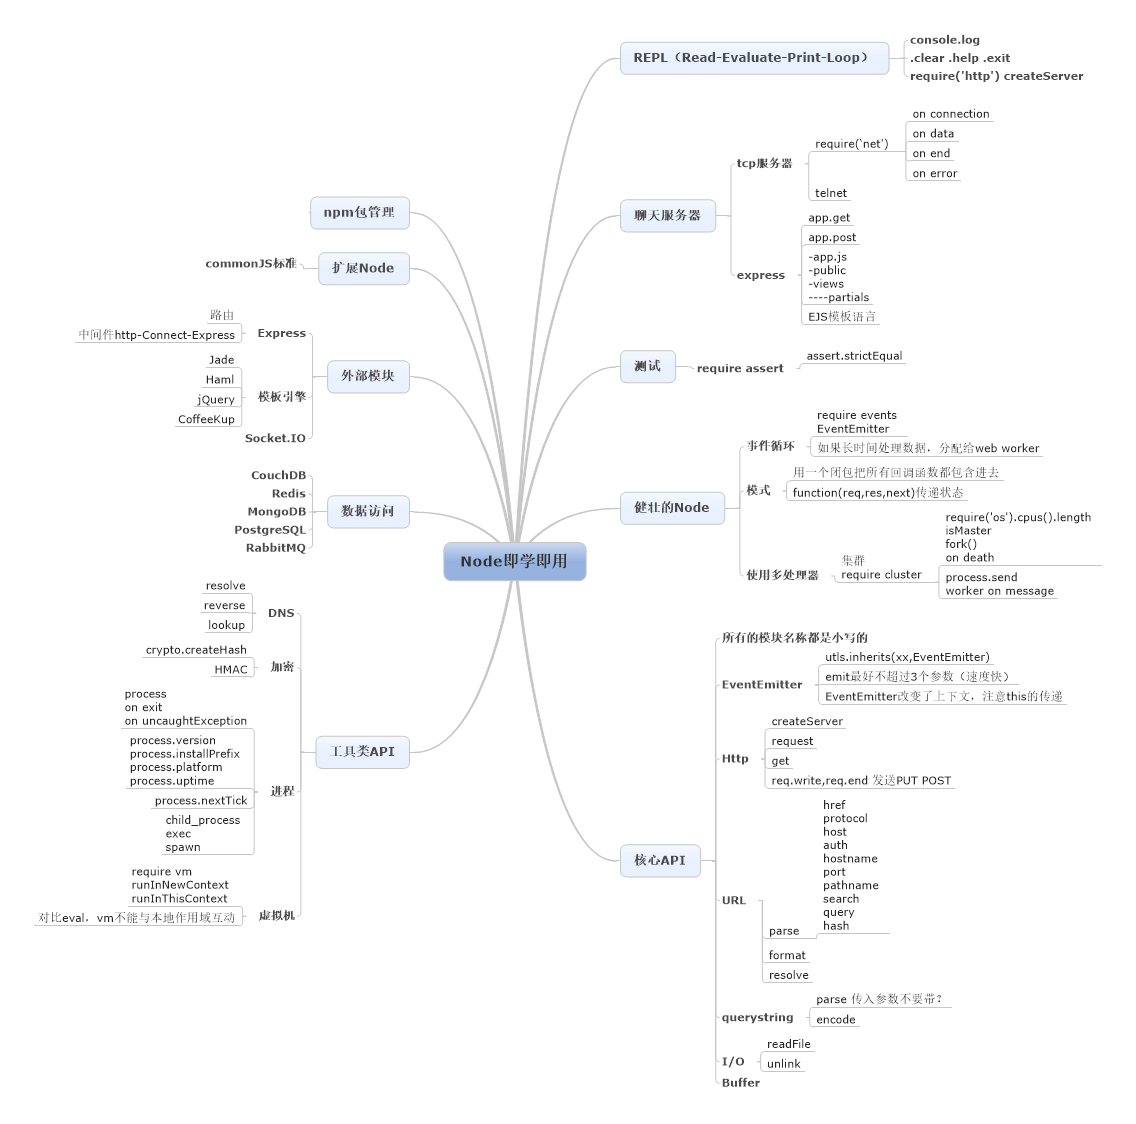 Node即学即用
REPL（Read-Evaluate-Print-Loop）
console.log
.clear .help .exit
require('http') createServer
聊天服务器
tcp服务器
require('net')
on connection
on data
on end
on error
telnet
express
app.get
app.post
-app.js
-public
-views
----partials
EJS模板语言
测试
require assert
assert.strictEqual
健壮的Node
事件循环
require events
EventEmitter
如果长时间处理数据，分配给web worker
模式
用一个闭包把所有回调函数都包含进去
function(req,res,next)传递状态
使用多处理器
集群
require cluster
require('os').cpus().length
isMaster
fork()
on death
process.send
worker on message
核心API
所有的模块名称都是小写的
EventEmitter
utls.inherits(xx,EventEmitter)
emit最好不超过3个参数（速度快）
EventEmitter改变了上下文，注意this的传递
Http
createServer
request
get
req.write,req.end 发送PUT POST
URL
parse
href
protocol
host
auth
hostname
port
pathname
search
query
hash
format
resolve
querystring
parse 传入参数不要带?
encode
I/O
readFile
unlink
Buffer
npm包管理
扩展Node
commonJS标准
外部模块
Express
路由
中间件http-Connect-Express
模板引擎
Jade
Haml
jQuery
CoffeeKup
Socket.IO
数据访问
CouchDB
Redis
MongoDB
PostgreSQL
RabbitMQ
工具类API
DNS
resolve
reverse
lookup
加密
crypto.createHash
HMAC
进程
process
on exit
on uncaughtException
process.version
process.installPrefix
process.platform
process.uptime
process.nextTick
child_process
exec
spawn
虚拟机
require vm
runInNewContext
runInThisContext
对比eval，vm不能与本地作用域互动